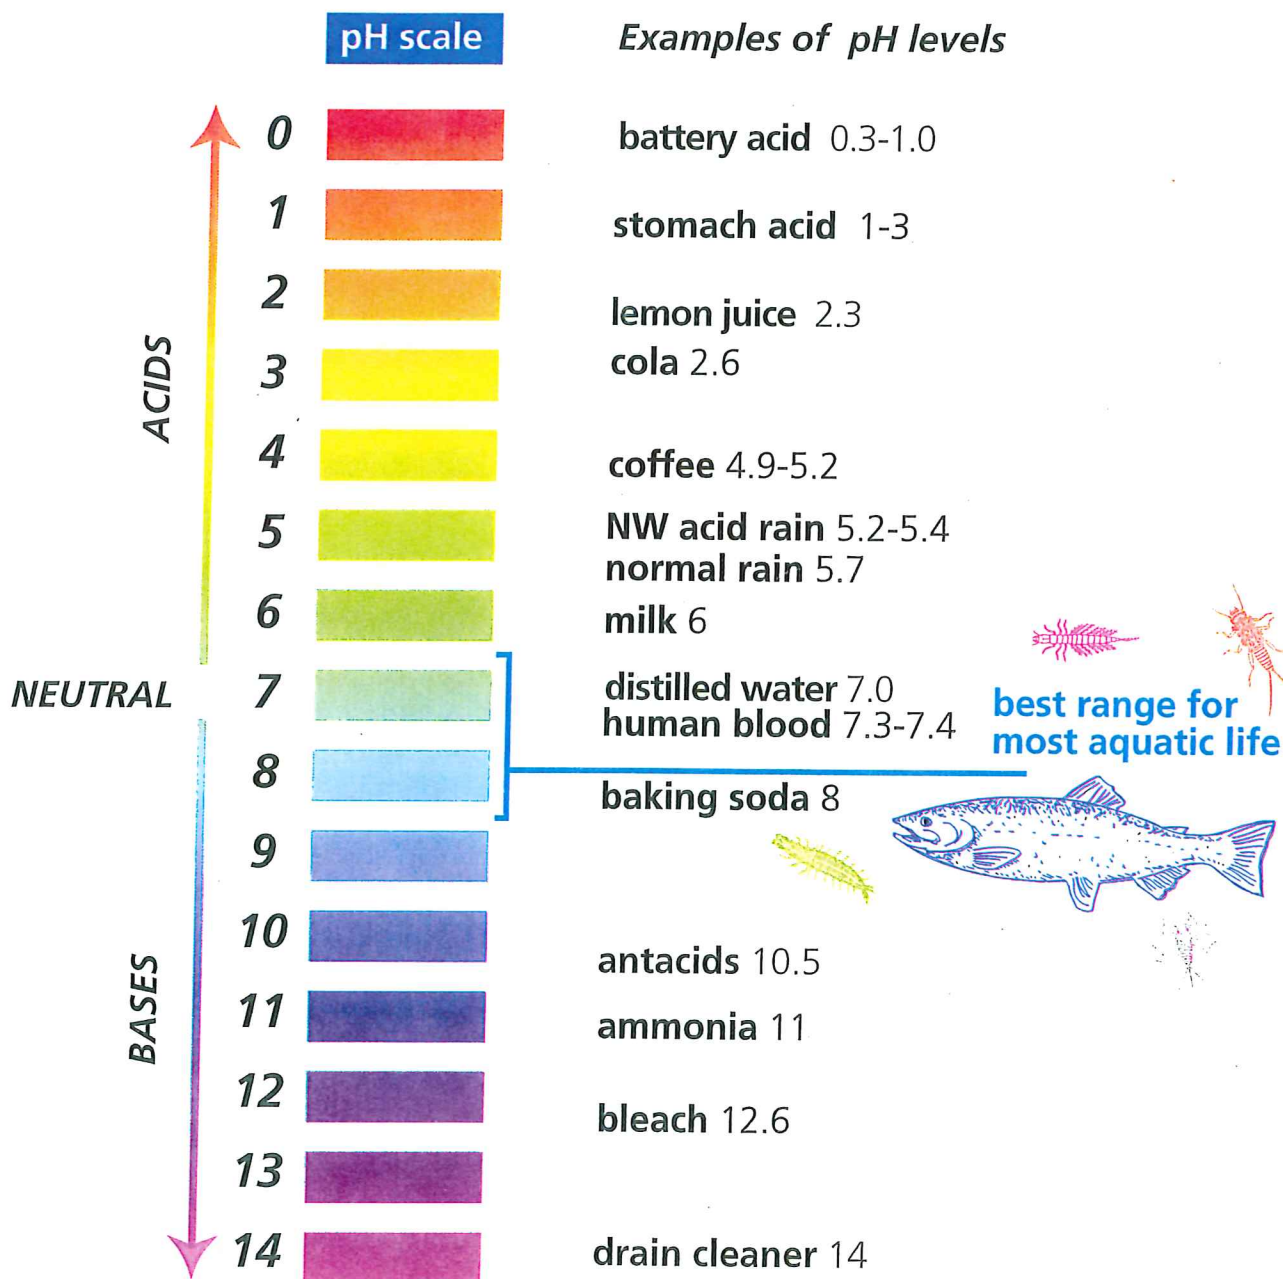 pH scale Examples of pH levels
0 battery acid 0.3-1.0
1 stomach acid 1-3
2 lemon juice 2.3
ACIDS
3 cola 2.6
4 coffee 4.9-5.2
5 NW acid rain 5.2-5.4
normal rain 5.7
6 milk 6
NEUTRAL 7 distilled water 7.0
human blood 7.3-7.4
best range for
most aquatic life
8 baking soda 8
9
10 antacids 10.5
BASES
11 ammonia 11
12 bleach 12.6
13
14 drain cleaner 14